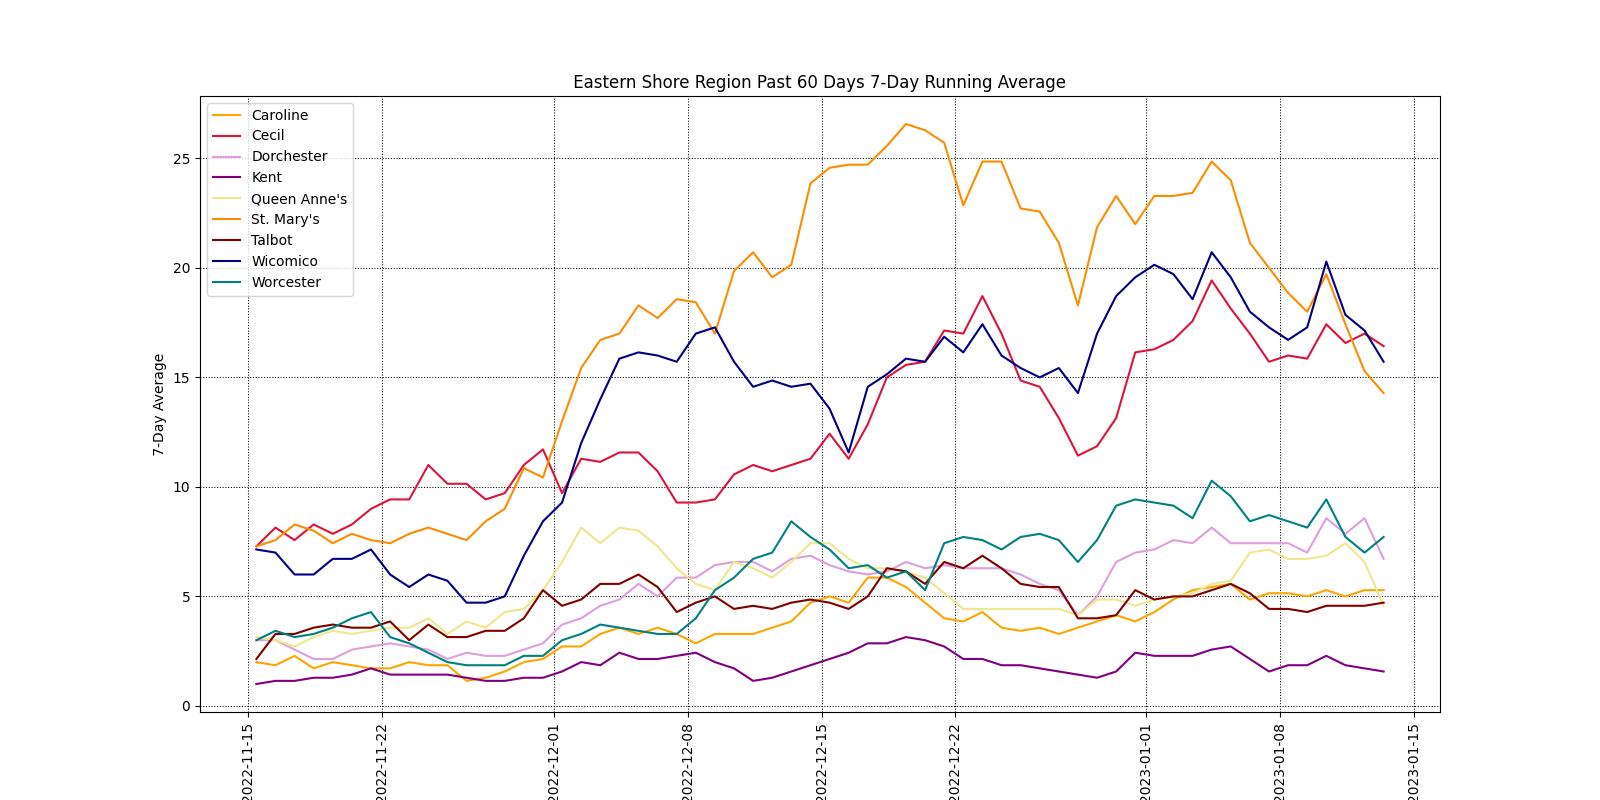 Eastern Shore Region Past 60 Days 7-Day Running Average
Caroline
Cecil
Dorchester
Kent
Queen Anne's
St. Mary's
Talbot
Wicomico
Worcester
7-Day Average
25
20
15
10
5
0
2022-11-15
2022-11-22
2022-12-01
2022-12-08
2022-12-15
2022-12-22
2023-01-01
2023-01-08
2023-01-15